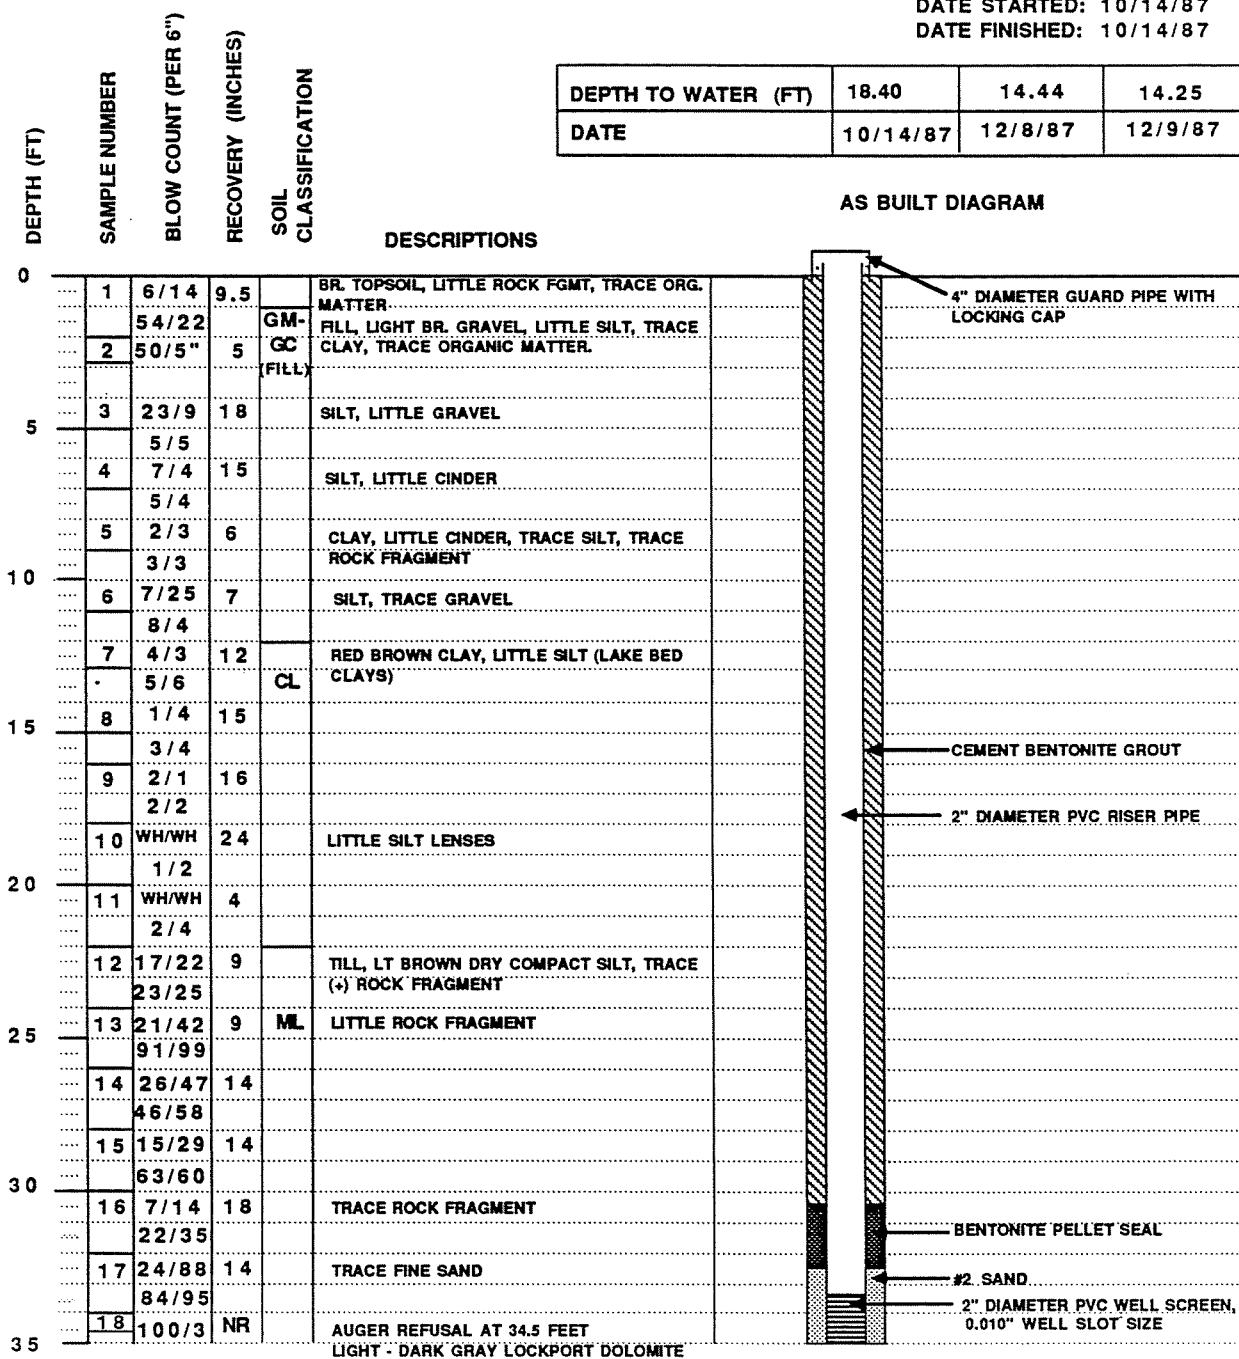 DATE STARTED: 10/14/87
DATE FINISHED: 10/14/87
DEPTH TO WATER (FT) 18.40 14.44 14.25
DATE 10/14/87 12/8/87 12/9/87
DEPTH (FT)
SAMPLE NUMBER
BLOW COUNT (PER 6")
RECOVERY (INCHES)
SOIL
CLASSIFICATION
DESCRIPTIONS
AS BUILT DIAGRAM
0
1 6/14 9.5 BR. TOPSOIL, LITTLE ROCK FGMT, TRACE ORG.
MATTER
4" DIAMETER GUARD PIPE WITH
LOCKING CAP
54/22 GM- FILL, LIGHT BR. GRAVEL, LITTLE SILT, TRACE
2 50/5" 5 GC CLAY, TRACE ORGANIC MATTER.
(FILL)
3 23/9 18 SILT, LITTLE GRAVEL
5
5/5
4 7/4 15 SILT, LITTLE CINDER
5/4
5 2/3 6 CLAY, LITTLE CINDER, TRACE SILT, TRACE
3/3 ROCK FRAGMENT
10
6 7/25 7 SILT, TRACE GRAVEL
8/4
7 4/3 12 RED BROWN CLAY, LITTLE SILT (LAKE BED
5/6 CL CLAYS)
8 1/4 15
15
3/4 CEMENT BENTONITE GROUT
9 2/1 16
2/2 2" DIAMETER PVC RISER PIPE
10 WH/WH 24 LITTLE SILT LENSES
1/2
20
11 WH/WH 4
2/4
12 17/22 9 TILL, LT BROWN DRY COMPACT SILT, TRACE
23/25 (+) ROCK FRAGMENT
13 21/42 9 ML LITTLE ROCK FRAGMENT
25
91/99
14 26/47 14
46/58
15 15/29 14
63/60
30
16 7/14 18 TRACE ROCK FRAGMENT
22/35 BENTONITE PELLET SEAL
17 24/88 14 TRACE FINE SAND #2 SAND
84/95 2" DIAMETER PVC WELL SCREEN,
0.010" WELL SLOT SIZE
18 100/3 NR AUGER REFUSAL AT 34.5 FEET
35 LIGHT - DARK GRAY LOCKPORT DOLOMITE